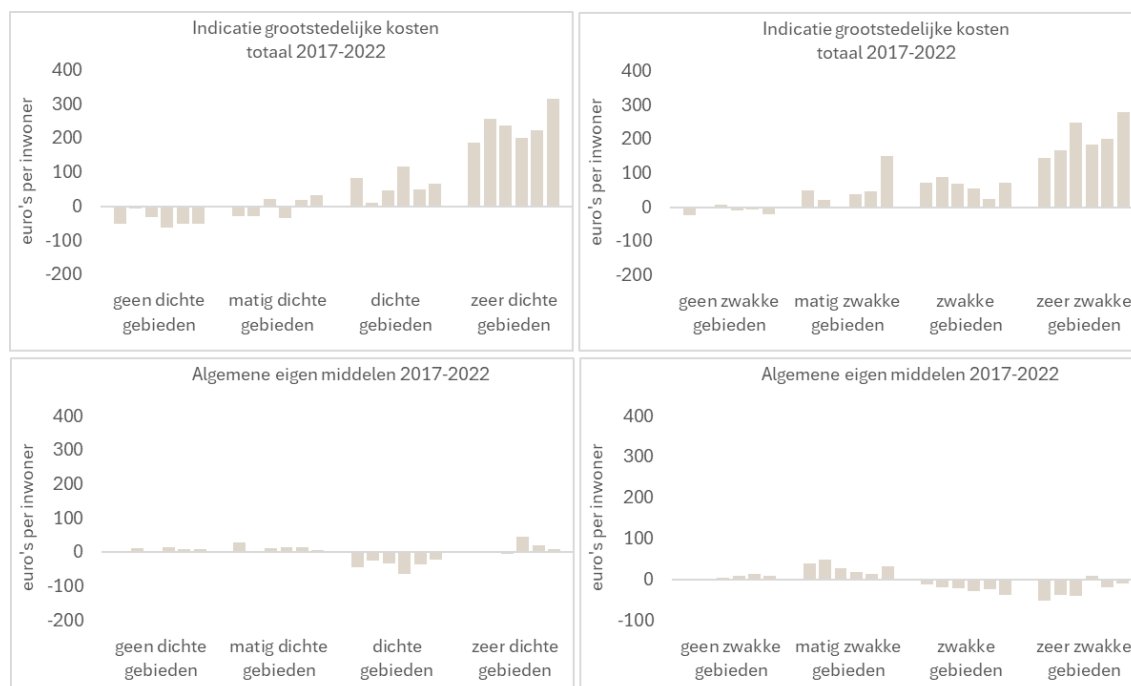 Indicatie grootstedelijke kosten
totaal 2017-2022
400
300
200
100
0
-100
-200
euro's per inwoner
geen dichte gebieden
matig dichte gebieden
dichte gebieden
zeer dichte gebieden
Indicatie grootstedelijke kosten
totaal 2017-2022
400
300
200
100
0
-100
-200
euro's per inwoner
geen zwakke gebieden
matig zwakke gebieden
zwakke gebieden
zeer zwakke gebieden
Algemene eigen middelen 2017-2022
400
300
200
100
0
-100
-200
euro's per inwoner
geen dichte gebieden
matig dichte gebieden
dichte gebieden
zeer dichte gebieden
Algemene eigen middelen 2017-2022
400
300
200
100
0
-100
euro's per inwoner
geen zwakke gebieden
matig zwakke gebieden
zwakke gebieden
zeer zwakke gebieden